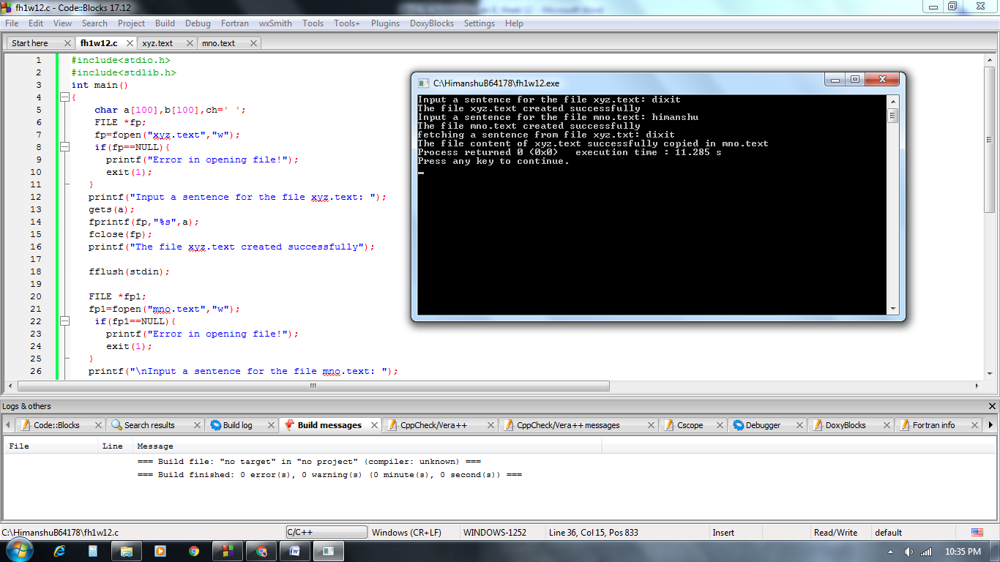 fh1w12.c - Code::Blocks 17.12
File Edit View Search Project Build Debug Fortran wxSmith Tools Tools+ Plugins DoxyBlocks Settings Help
Start here fh1w12.c xyz.text mno.text
1 #include<stdio.h>
2 #include<stdlib.h>
3 int main()
4 {
5 char a[100],b[100],ch=' ';
6 FILE *fp;
7 fp=fopen("xyz.text","w");
8 if(fp==NULL){
9 printf("Error in opening file!");
10 exit(1);
11 }
12 printf("Input a sentence for the file xyz.text: ");
13 gets(a);
14 fprintf(fp,"%s",a);
15 fclose(fp);
16 printf("The file xyz.text created successfully");
17
18 fflush(stdin);
19
20 FILE *fp1;
21 fp1=fopen("mno.text","w");
22 if(fp1==NULL){
23 printf("Error in opening file!");
24 exit(1);
25 }
26 printf("\nInput a sentence for the file mno.text: ");
C:\HimanshuB64178\fh1w12.exe
Input a sentence for the file xyz.text: dixit
The file xyz.text created successfully
Input a sentence for the file mno.text: himanshu
The file mno.text created successfully
fetching a sentence from file xyz.txt: dixit
The file content of xyz.text successfully copied in mno.text
Process returned 0 (0x0)   execution time : 11.285 s
Press any key to continue.
Logs & others
Code::Blocks Search results Build log Build messages CppCheck/Vera++ CppCheck/Vera++ messages Cscope Debugger DoxyBlocks Fortran info
File Line Message
=== Build file: "no target" in "no project" (compiler: unknown) ===
=== Build finished: 0 error(s), 0 warning(s) (0 minute(s), 0 second(s)) ===
C:\HimanshuB64178\fh1w12.c C/C++ Windows (CR+LF) WINDOWS-1252 Line 36, Col 15, Pos 833 Insert Read/Write default
10:35 PM